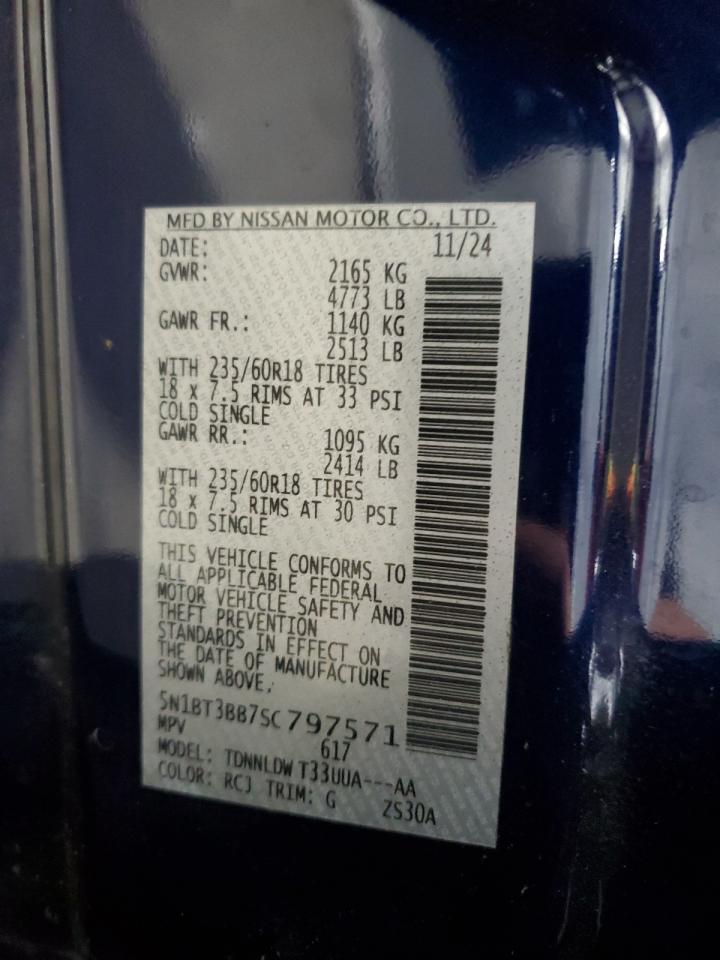 MFD BY NISSAN MOTOR CO., LTD.
DATE: 11/24
GVWR: 2165 KG
4773 LB
GAWR FR.: 1140 KG
2513 LB
WITH 235/60R18 TIRES
18 x 7.5 RIMS AT 33 PSI
COLD SINGLE
GAWR RR.: 1095 KG
2414 LB
WITH 235/60R18 TIRES
18 x 7.5 RIMS AT 30 PSI
COLD SINGLE
THIS VEHICLE CONFORMS TO
ALL APPLICABLE FEDERAL
MOTOR VEHICLE SAFETY AND
THEFT PREVENTION
STANDARDS IN EFFECT ON
THE DATE OF MANUFACTURE
SHOWN ABOVE.
5N1BT3BB7SC797571
MPV 617
MODEL: TDNNLDW T33UUA---AA
COLOR: RCJ TRIM: G ZS30A